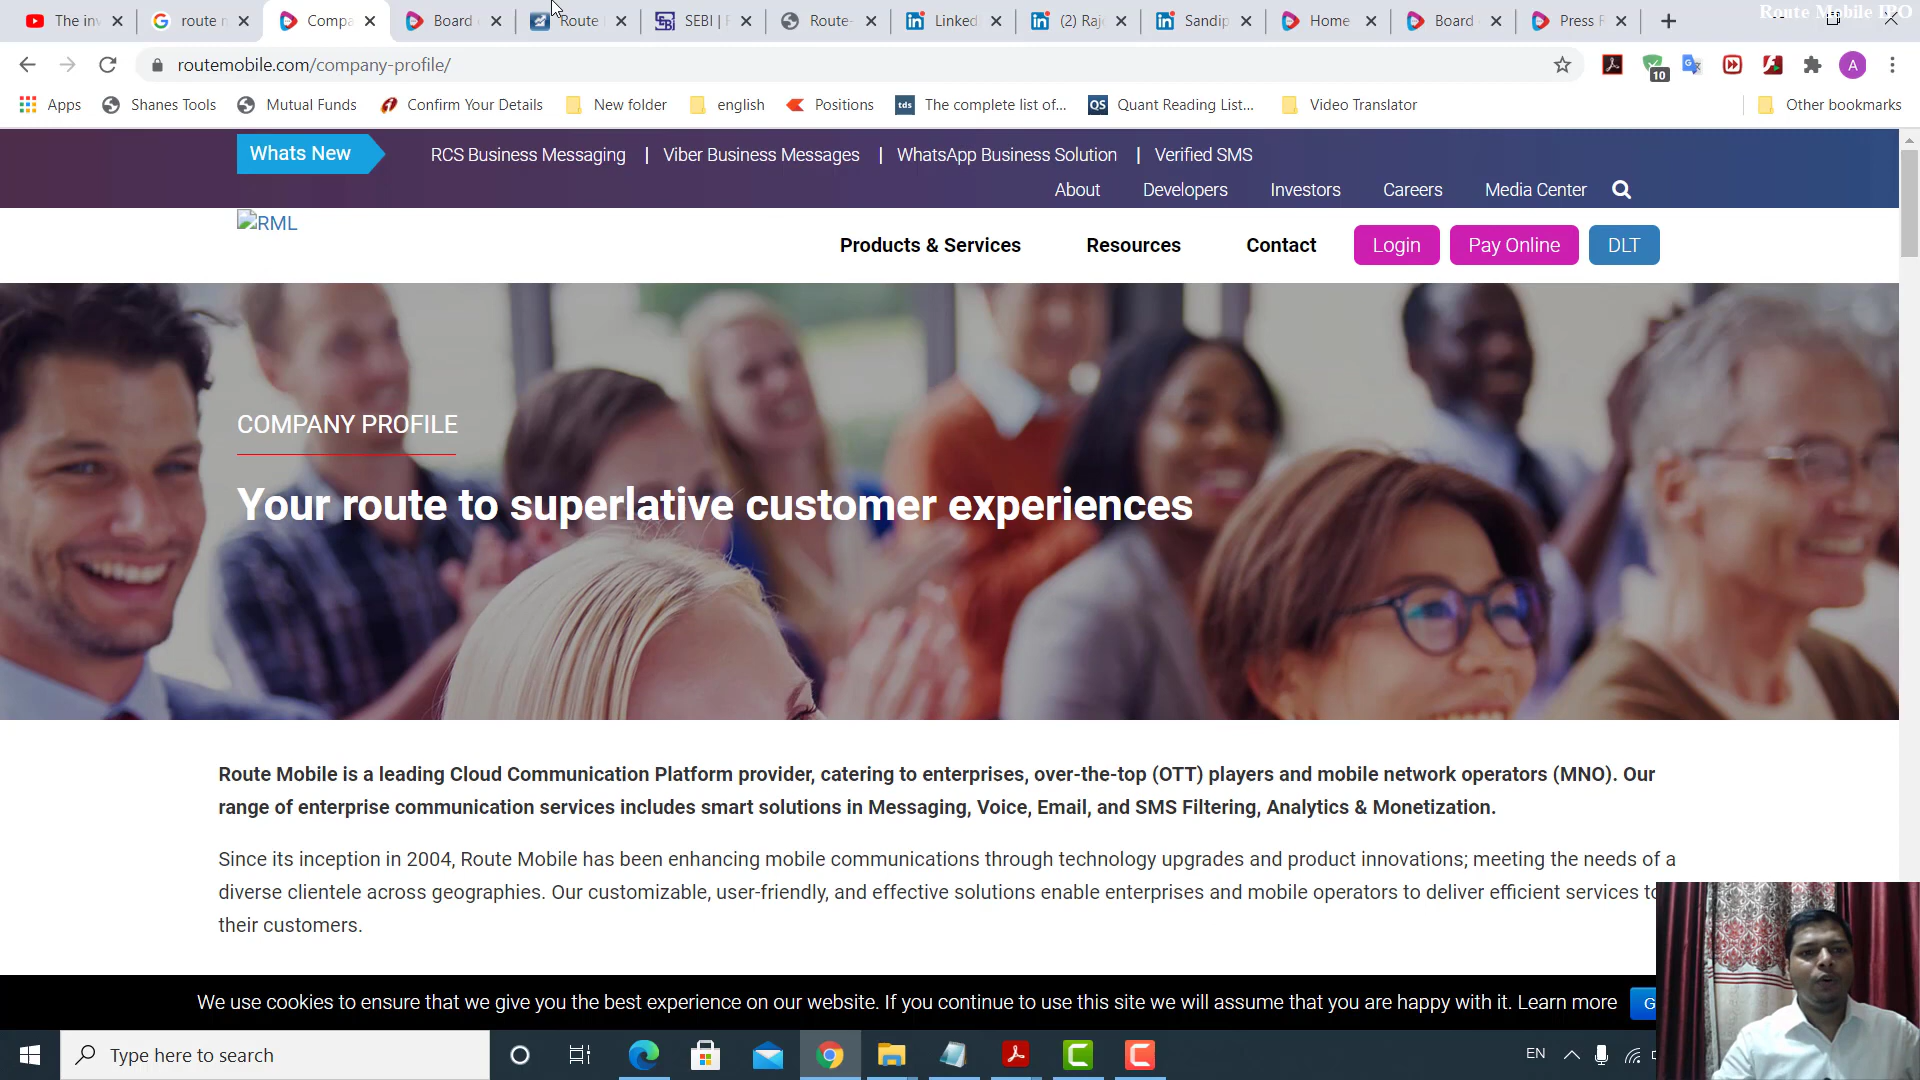 The in
route m
Compa
Board
Route
SEBI | F
Route-
Linked
(2) Raje
Sandip
Home
Board
Press R
Route Mobile IPO
routemobile.com/company-profile/
10
A
Apps
Shanes Tools
Mutual Funds
Confirm Your Details
New folder
english
Positions
tds
The complete list of...
QS
Quant Reading List...
Video Translator
Other bookmarks
Whats New
RCS Business Messaging | Viber Business Messages | WhatsApp Business Solution | Verified SMS
About Developers Investors Careers Media Center
RML
Products & Services Resources Contact Login Pay Online DLT
COMPANY PROFILE
Your route to superlative customer experiences
Route Mobile is a leading Cloud Communication Platform provider, catering to enterprises, over-the-top (OTT) players and mobile network operators (MNO). Our
range of enterprise communication services includes smart solutions in Messaging, Voice, Email, and SMS Filtering, Analytics & Monetization.
Since its inception in 2004, Route Mobile has been enhancing mobile communications through technology upgrades and product innovations; meeting the needs of a
diverse clientele across geographies. Our customizable, user-friendly, and effective solutions enable enterprises and mobile operators to deliver efficient services to
their customers.
We use cookies to ensure that we give you the best experience on our website. If you continue to use this site we will assume that you are happy with it. Learn more
G
Type here to search
EN